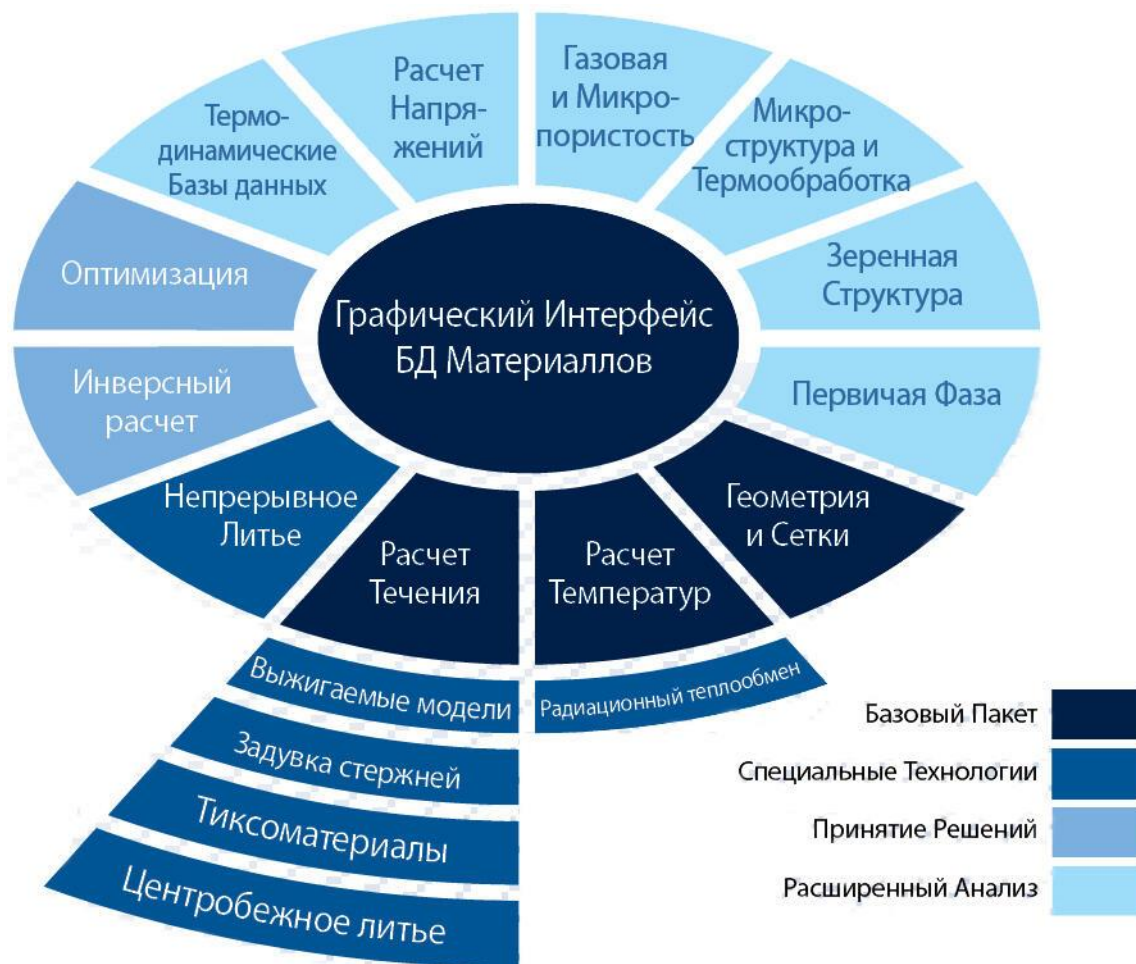 Термо-
динамические
Базы данных
Расчет
Напря-
жений
Газовая
и Микро-
пористость
Микро-
структура и
Термообработка
Оптимизация
Зеренная
Структура
Графический Интерфейс
БД Материаллов
Инверсный
расчет
Первичая Фаза
Непрерывное
Литье
Расчет
Течения
Расчет
Температур
Геометрия
и Сетки
Выжигаемые модели
Радиационный теплообмен
Задувка стержней
Тиксоматериалы
Центробежное литье
Базовый Пакет
Специальные Технологии
Принятие Решений
Расширенный Анализ